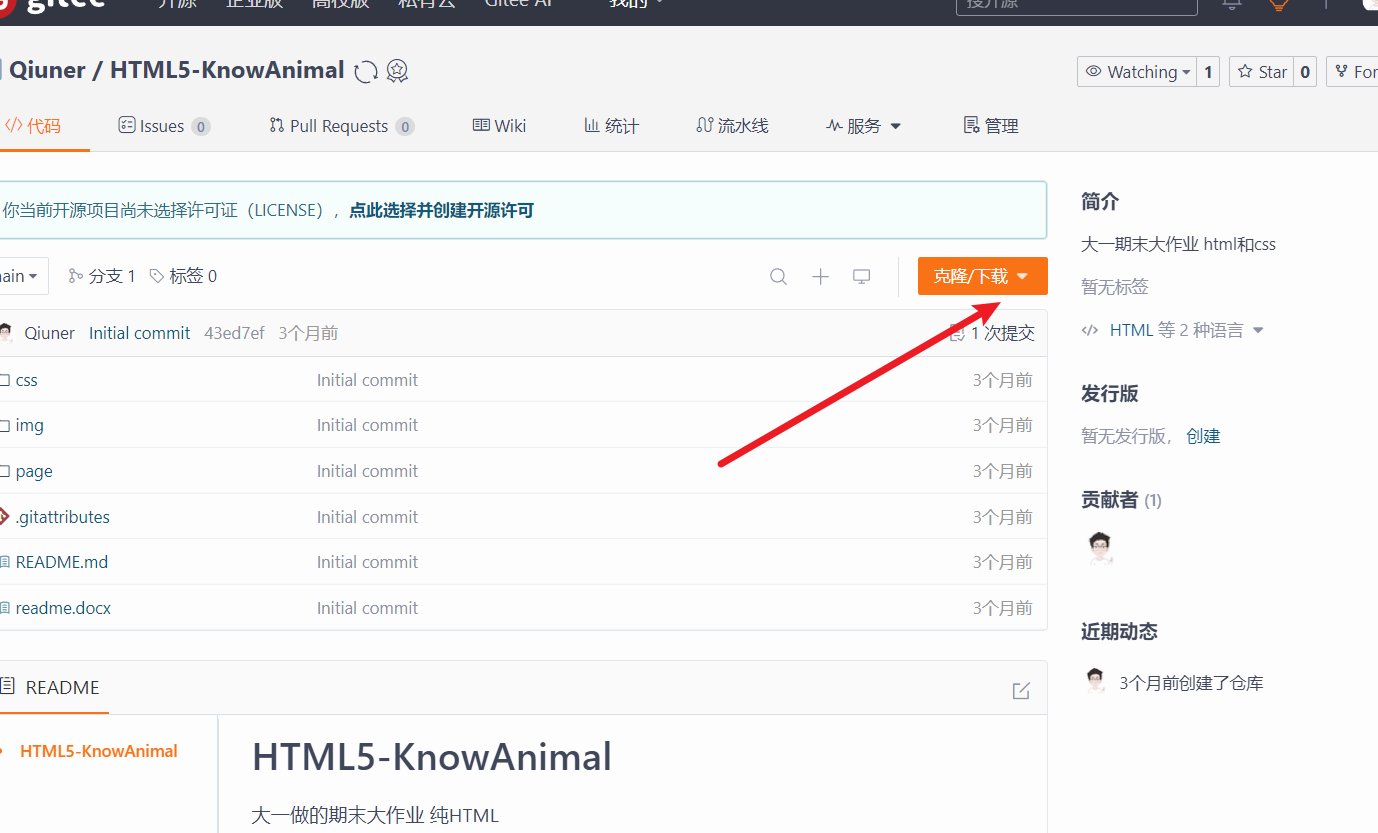 gitee 开源 企业版 高校版 私有云 Gitee AI 我的 搜开源
Qiuner / HTML5-KnowAnimal Watching 1 Star 0 For
代码 Issues 0 Pull Requests 0 Wiki 统计 流水线 服务 管理
你当前开源项目尚未选择许可证（LICENSE），点此选择并创建开源许可
简介
大一期末大作业 html和css
ain 分支 1 标签 0 克隆/下载
暂无标签
Qiuner Initial commit 43ed7ef 3个月前 1 次提交
HTML 等 2 种语言
css Initial commit 3个月前
发行版
img Initial commit 3个月前
暂无发行版， 创建
page Initial commit 3个月前
贡献者 (1)
.gitattributes Initial commit 3个月前
README.md Initial commit 3个月前
readme.docx Initial commit 3个月前
近期动态
3个月前创建了仓库
README
HTML5-KnowAnimal
HTML5-KnowAnimal
大一做的期末大作业 纯HTML